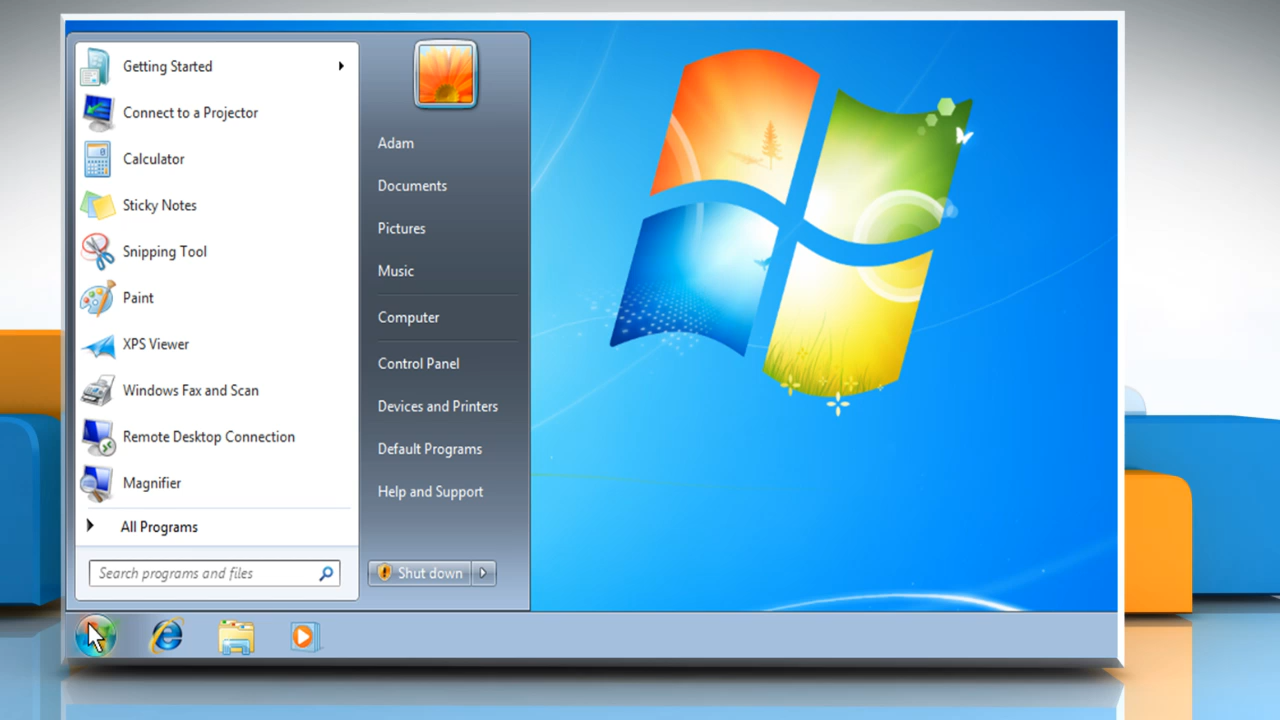 Getting Started
Connect to a Projector
Calculator
Sticky Notes
Snipping Tool
Paint
XPS Viewer
Windows Fax and Scan
Remote Desktop Connection
Magnifier
All Programs
Search programs and files
Adam
Documents
Pictures
Music
Computer
Control Panel
Devices and Printers
Default Programs
Help and Support
Shut down